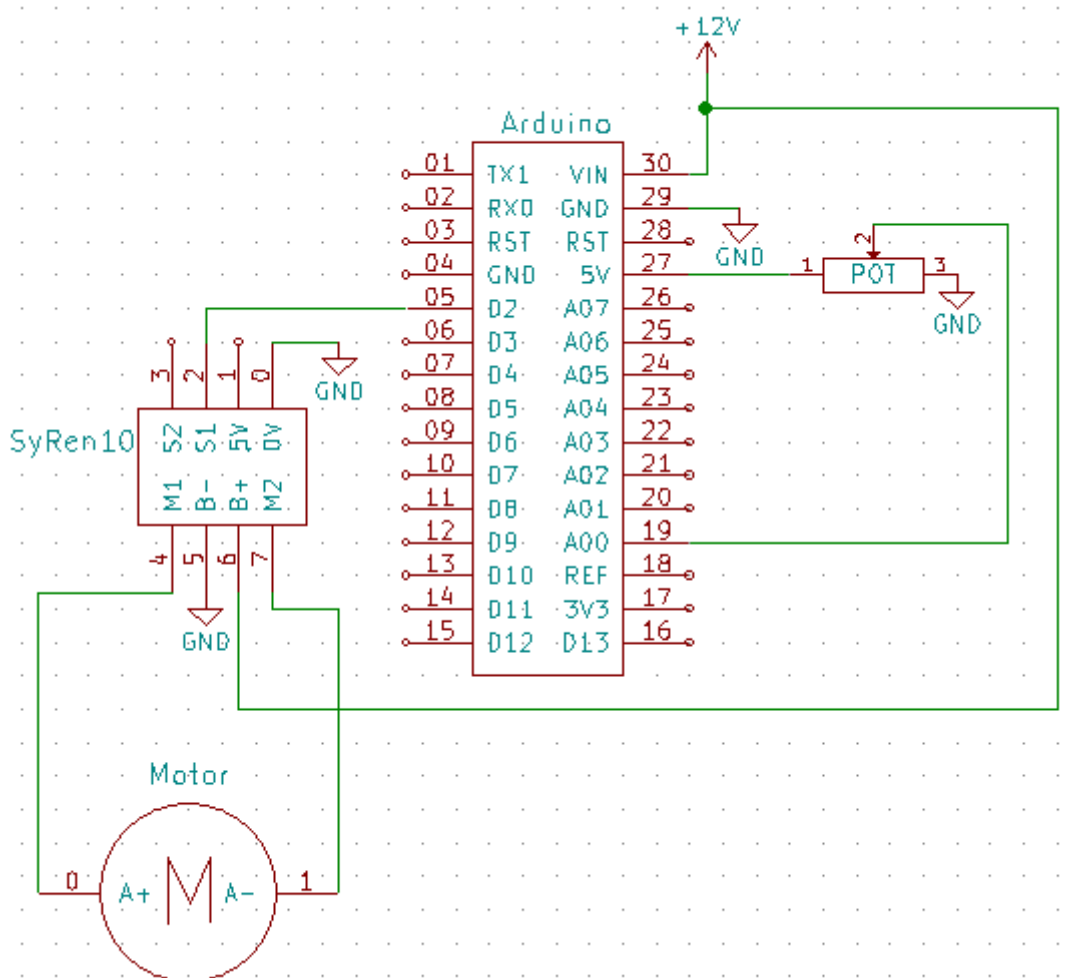 +12V
Arduino
01 TX1 VIN 30
02 RX0 GND 29
03 RST RST 28
04 GND 5V 27
05 D2 A07 26
06 D3 A06 25
07 D4 A05 24
08 D5 A04 23
09 D6 A03 22
10 D7 A02 21
11 D8 A01 20
12 D9 A00 19
13 D10 REF 18
14 D11 3V3 17
15 D12 D13 16
GND
2
1 POT 3
GND
3 2 1 0
GND
SyRen10
S2 S1 5V 0V
M1 B- B+ M2
4 5 6 7
GND
Motor
0 A+ M A- 1